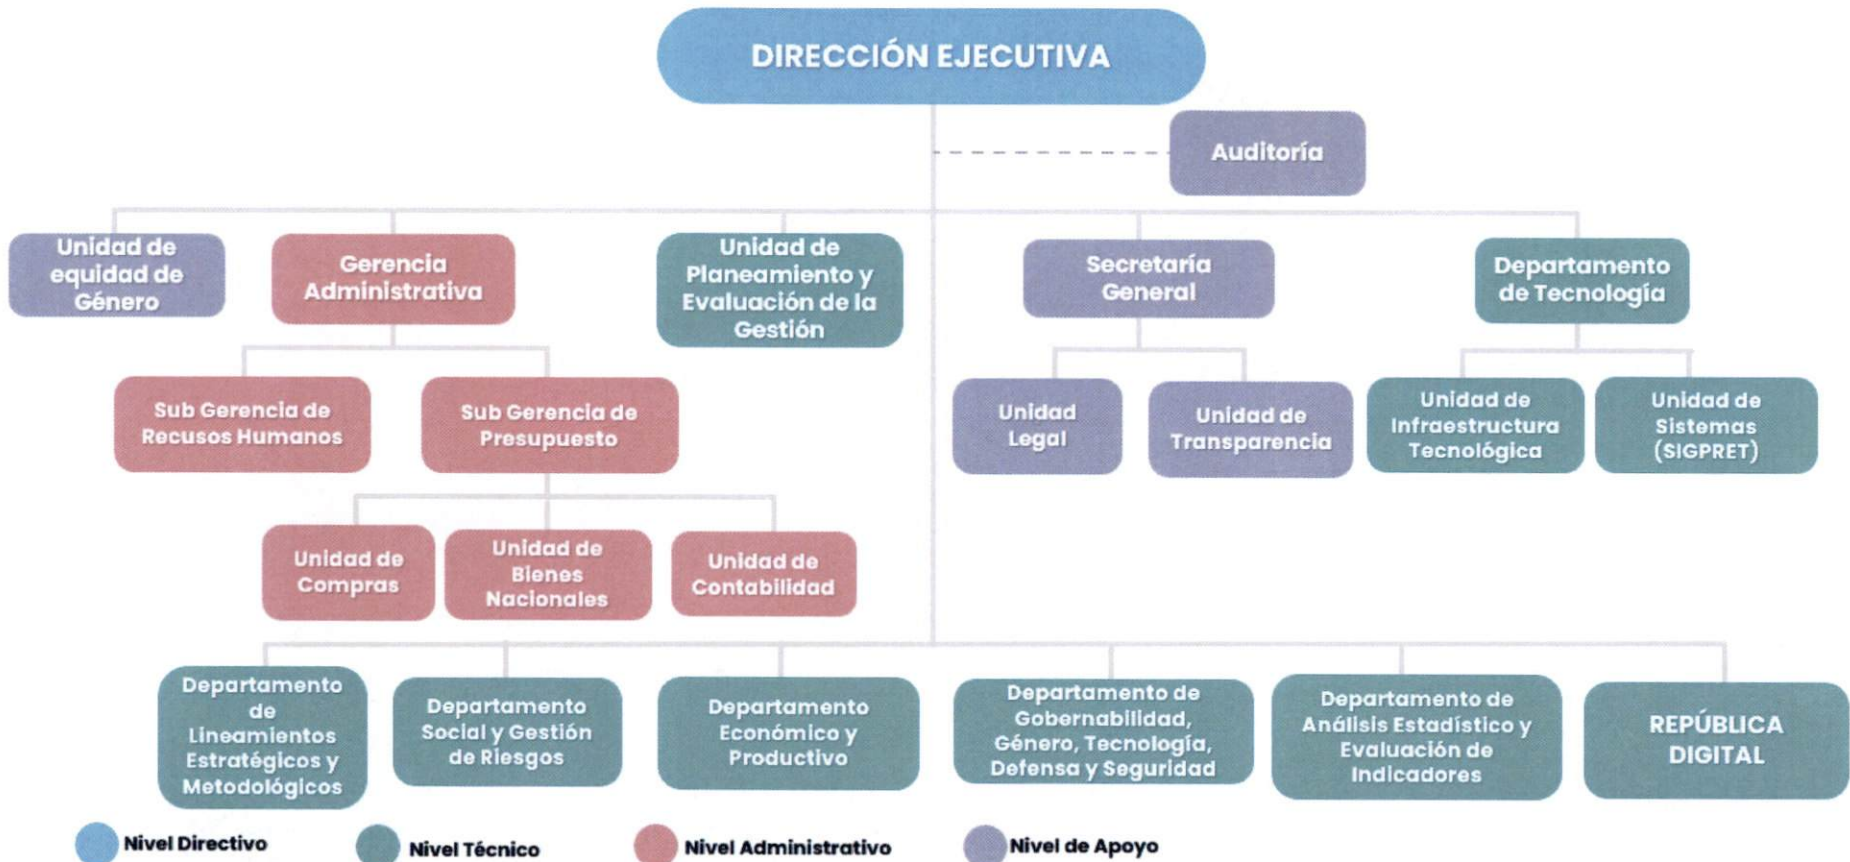 DIRECCIÓN EJECUTIVA
Auditoría
Unidad de
equidad de
Género
Gerencia
Administrativa
Unidad de
Planeamiento y
Evaluación de la
Gestión
Secretaría
General
Departamento
de Tecnología
Sub Gerencia de
Recusos Humanos
Sub Gerencia de
Presupuesto
Unidad
Legal
Unidad de
Transparencia
Unidad de
Infraestructura
Tecnológica
Unidad de
Sistemas
(SIGPRET)
Unidad de
Compras
Unidad de
Bienes
Nacionales
Unidad de
Contabilidad
Departamento
de
Lineamientos
Estratégicos y
Metodológicos
Departamento
Social y Gestión
de Riesgos
Departamento
Económico y
Productivo
Departamento de
Gobernabilidad,
Género, Tecnología,
Defensa y Seguridad
Departamento de
Análisis Estadístico y
Evaluación de
Indicadores
REPÚBLICA
DIGITAL
Nivel Directivo
Nivel Técnico
Nivel Administrativo
Nivel de Apoyo